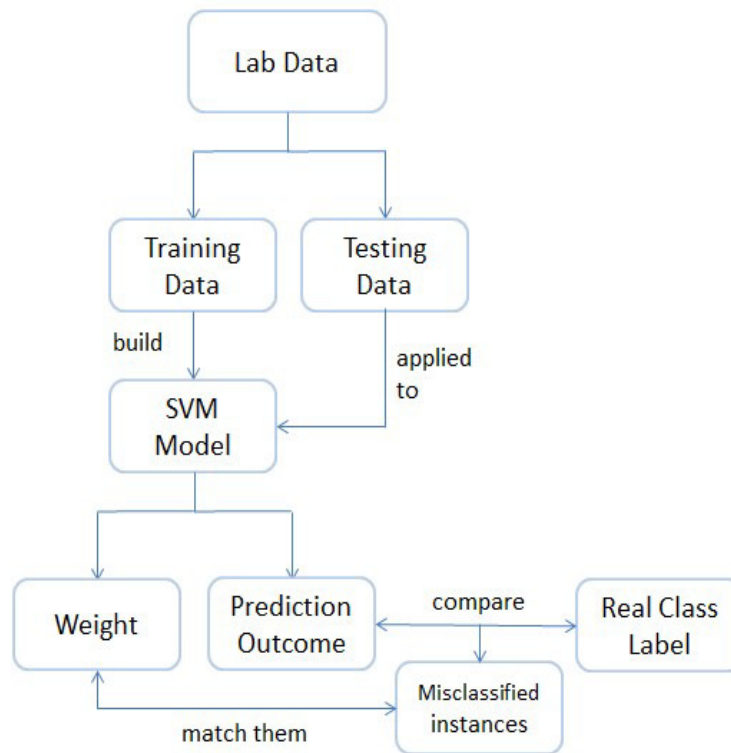 Lab Data
Training
Data
Testing
Data
build
applied
to
SVM
Model
Weight
Prediction
Outcome
compare
Real Class
Label
Misclassified
instances
match them